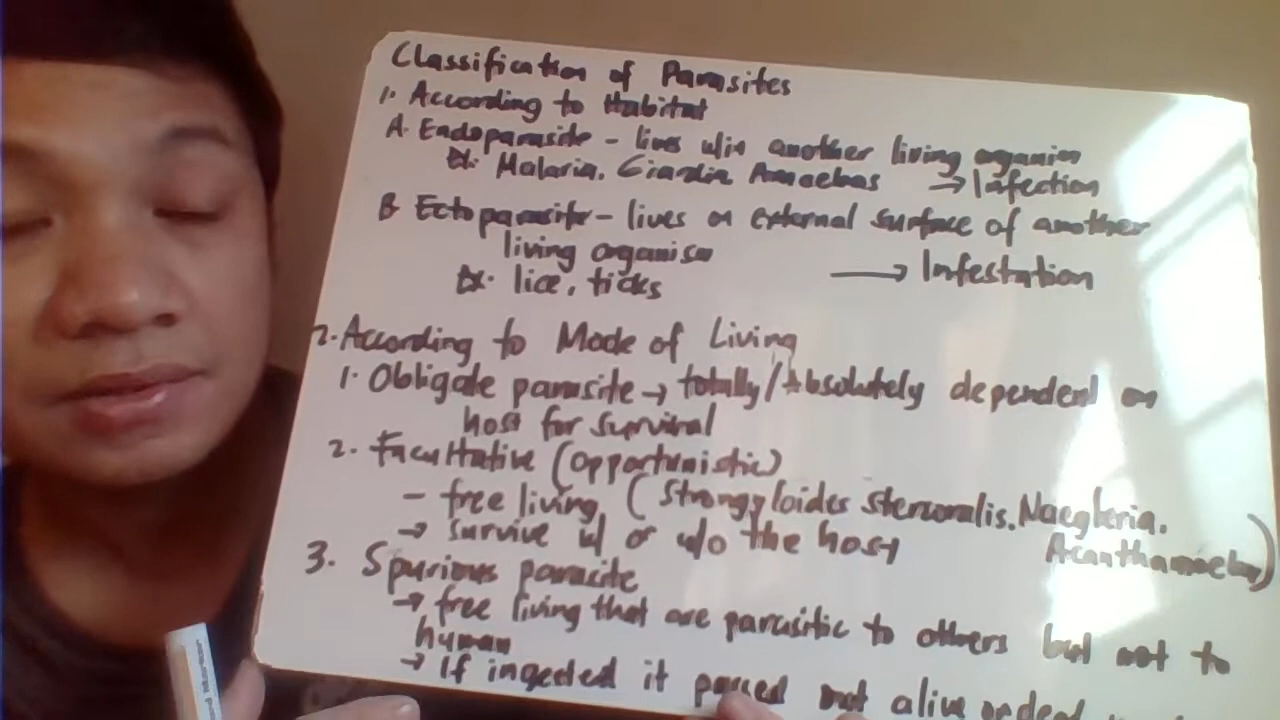 Classification of Parasites
1. According to Habitat
A. Endoparasite - lives w/in another living organism
Ex: Malaria, Giardia, Amoebas → Infection
B. Ectoparasite - lives on external surface of another
living organism → Infestation
Ex: lice, ticks
2. According to Mode of Living
1. Obligate parasite → totally/Absolutely dependent on
host for survival
2. Facultative (opportunistic)
- free living (Strongyloides stercoralis, Naegleria,
Acanthamoeba)
→ survive w/ or w/o the host
3. Spurious parasite
→ free living that are parasitic to others but not to
human
→ If ingested it passed out alive or dead